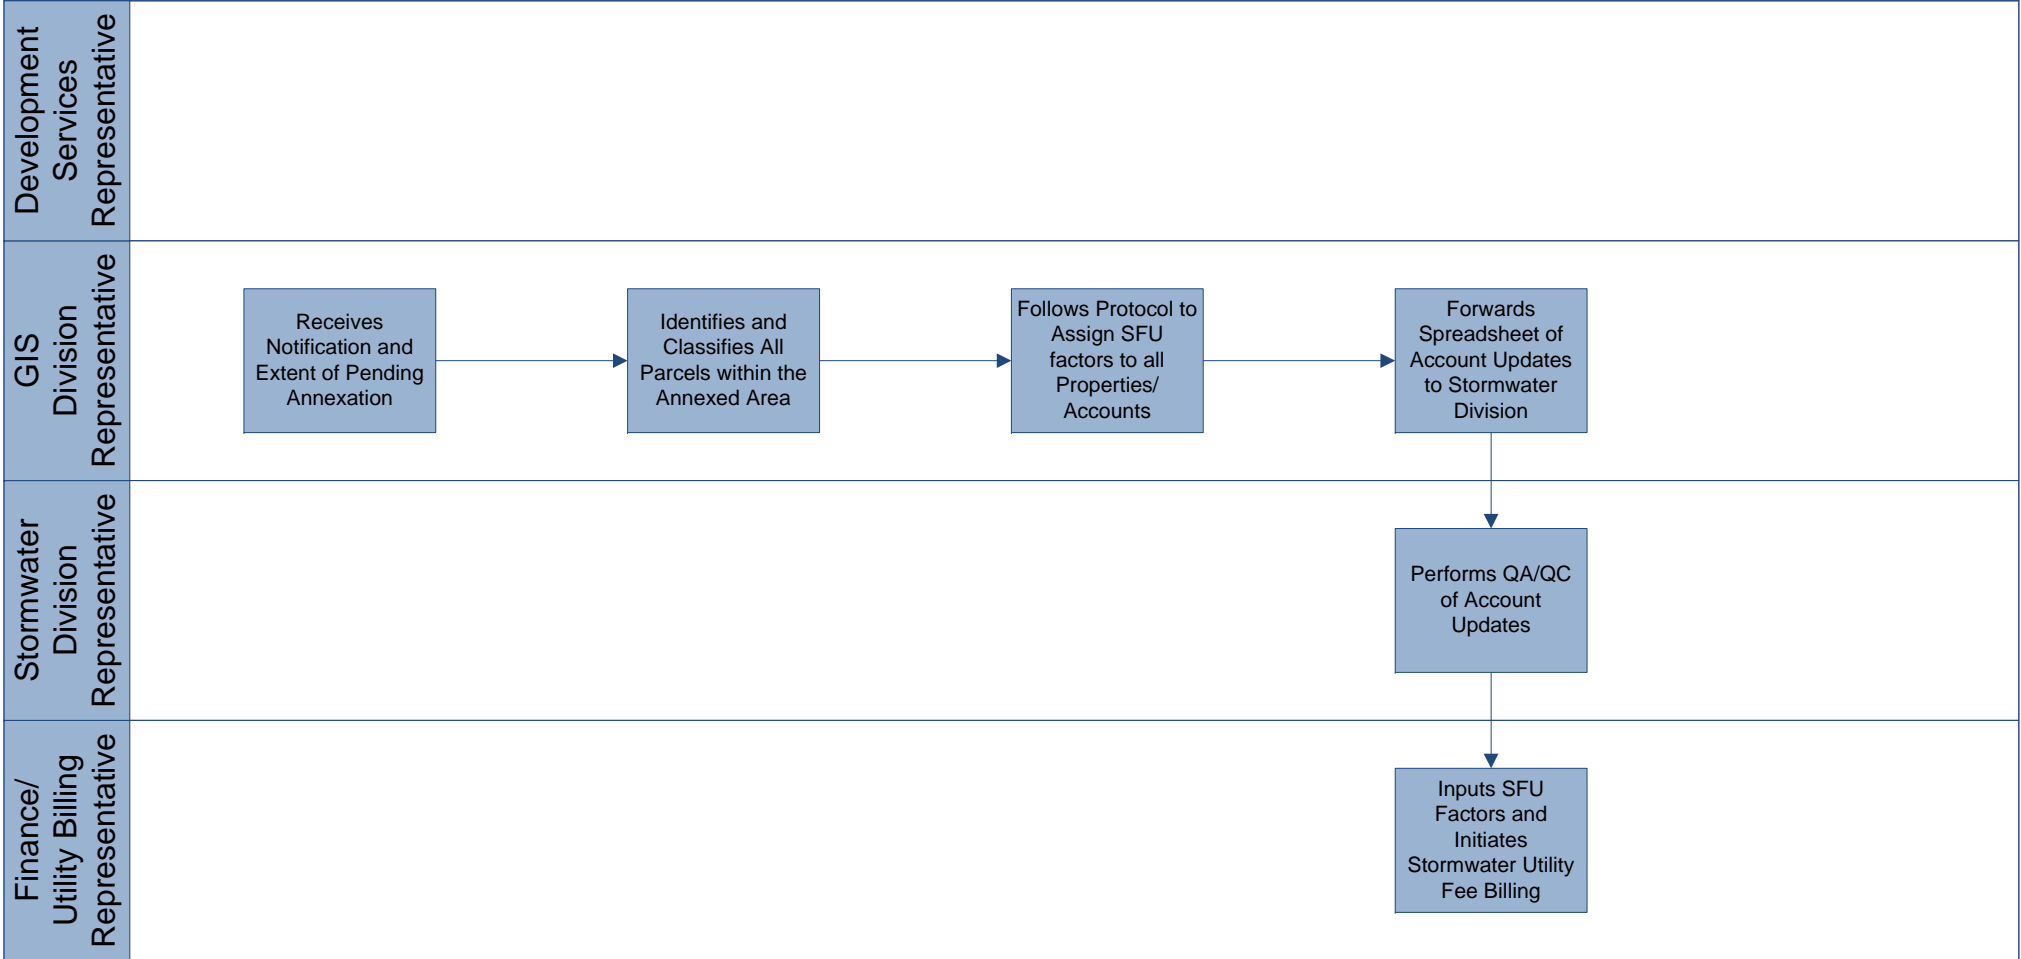 Development
Services
Representative
GIS
Division
Representative
Receives
Notification and
Extent of Pending
Annexation
Identifies and
Classifies All
Parcels within the
Annexed Area
Follows Protocol to
Assign SFU
factors to all
Properties/
Accounts
Forwards
Spreadsheet of
Account Updates
to Stormwater
Division
Stormwater
Division
Representative
Performs QA/QC
of Account
Updates
Finance/
Utility Billing
Representative
Inputs SFU
Factors and
Initiates
Stormwater Utility
Fee Billing